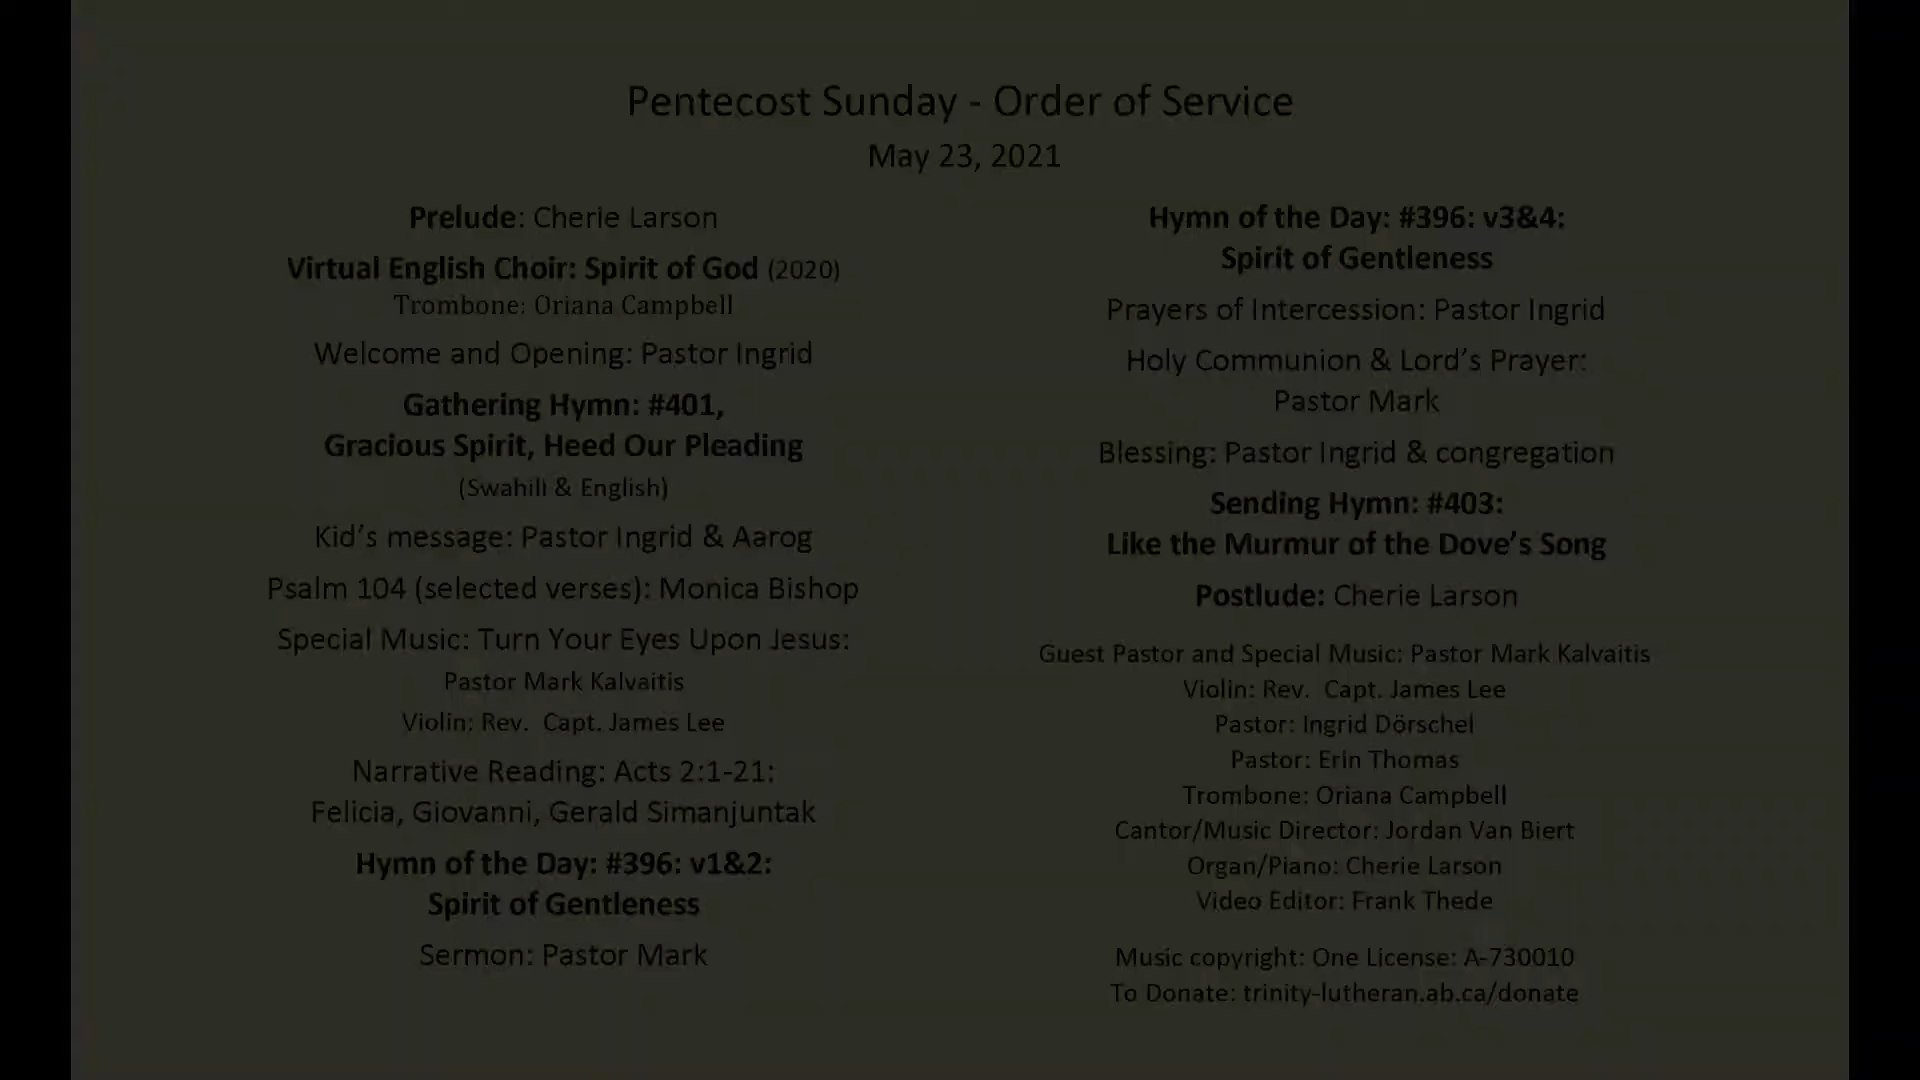 Pentecost Sunday - Order of Service
May 23, 2021
Prelude: Cherie Larson
Virtual English Choir: Spirit of God (2020)
Trombone: Oriana Campbell
Welcome and Opening: Pastor Ingrid
Gathering Hymn: #401,
Gracious Spirit, Heed Our Pleading
(Swahili & English)
Kid's message: Pastor Ingrid & Aarog
Psalm 104 (selected verses): Monica Bishop
Special Music: Turn Your Eyes Upon Jesus:
Pastor Mark Kalvaitis
Violin: Rev. Capt. James Lee
Narrative Reading: Acts 2:1-21:
Felicia, Giovanni, Gerald Simanjuntak
Hymn of the Day: #396: v1&2:
Spirit of Gentleness
Sermon: Pastor Mark
Hymn of the Day: #396: v3&4:
Spirit of Gentleness
Prayers of Intercession: Pastor Ingrid
Holy Communion & Lord's Prayer:
Pastor Mark
Blessing: Pastor Ingrid & congregation
Sending Hymn: #403:
Like the Murmur of the Dove's Song
Postlude: Cherie Larson
Guest Pastor and Special Music: Pastor Mark Kalvaitis
Violin: Rev. Capt. James Lee
Pastor: Ingrid Dörschel
Pastor: Erin Thomas
Trombone: Oriana Campbell
Cantor/Music Director: Jordan Van Biert
Organ/Piano: Cherie Larson
Video Editor: Frank Thede
Music copyright: One License: A-730010
To Donate: trinity-lutheran.ab.ca/donate